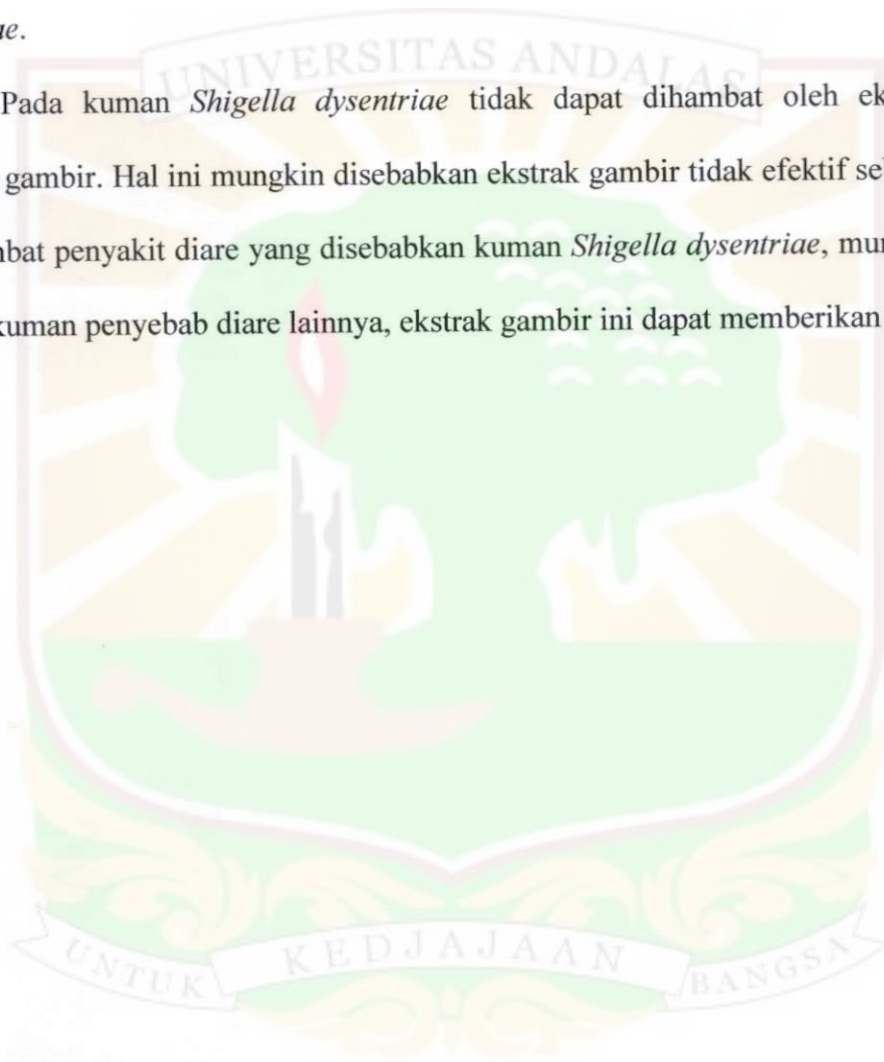 ae.
UNIVERSITAS ANDALAS
Pada kuman Shigella dysentriae tidak dapat dihambat oleh ek
gambir. Hal ini mungkin disebabkan ekstrak gambir tidak efektif se
bat penyakit diare yang disebabkan kuman Shigella dysentriae, mu
kuman penyebab diare lainnya, ekstrak gambir ini dapat memberikan
UNTUK KEDJAJAAN BANGSA